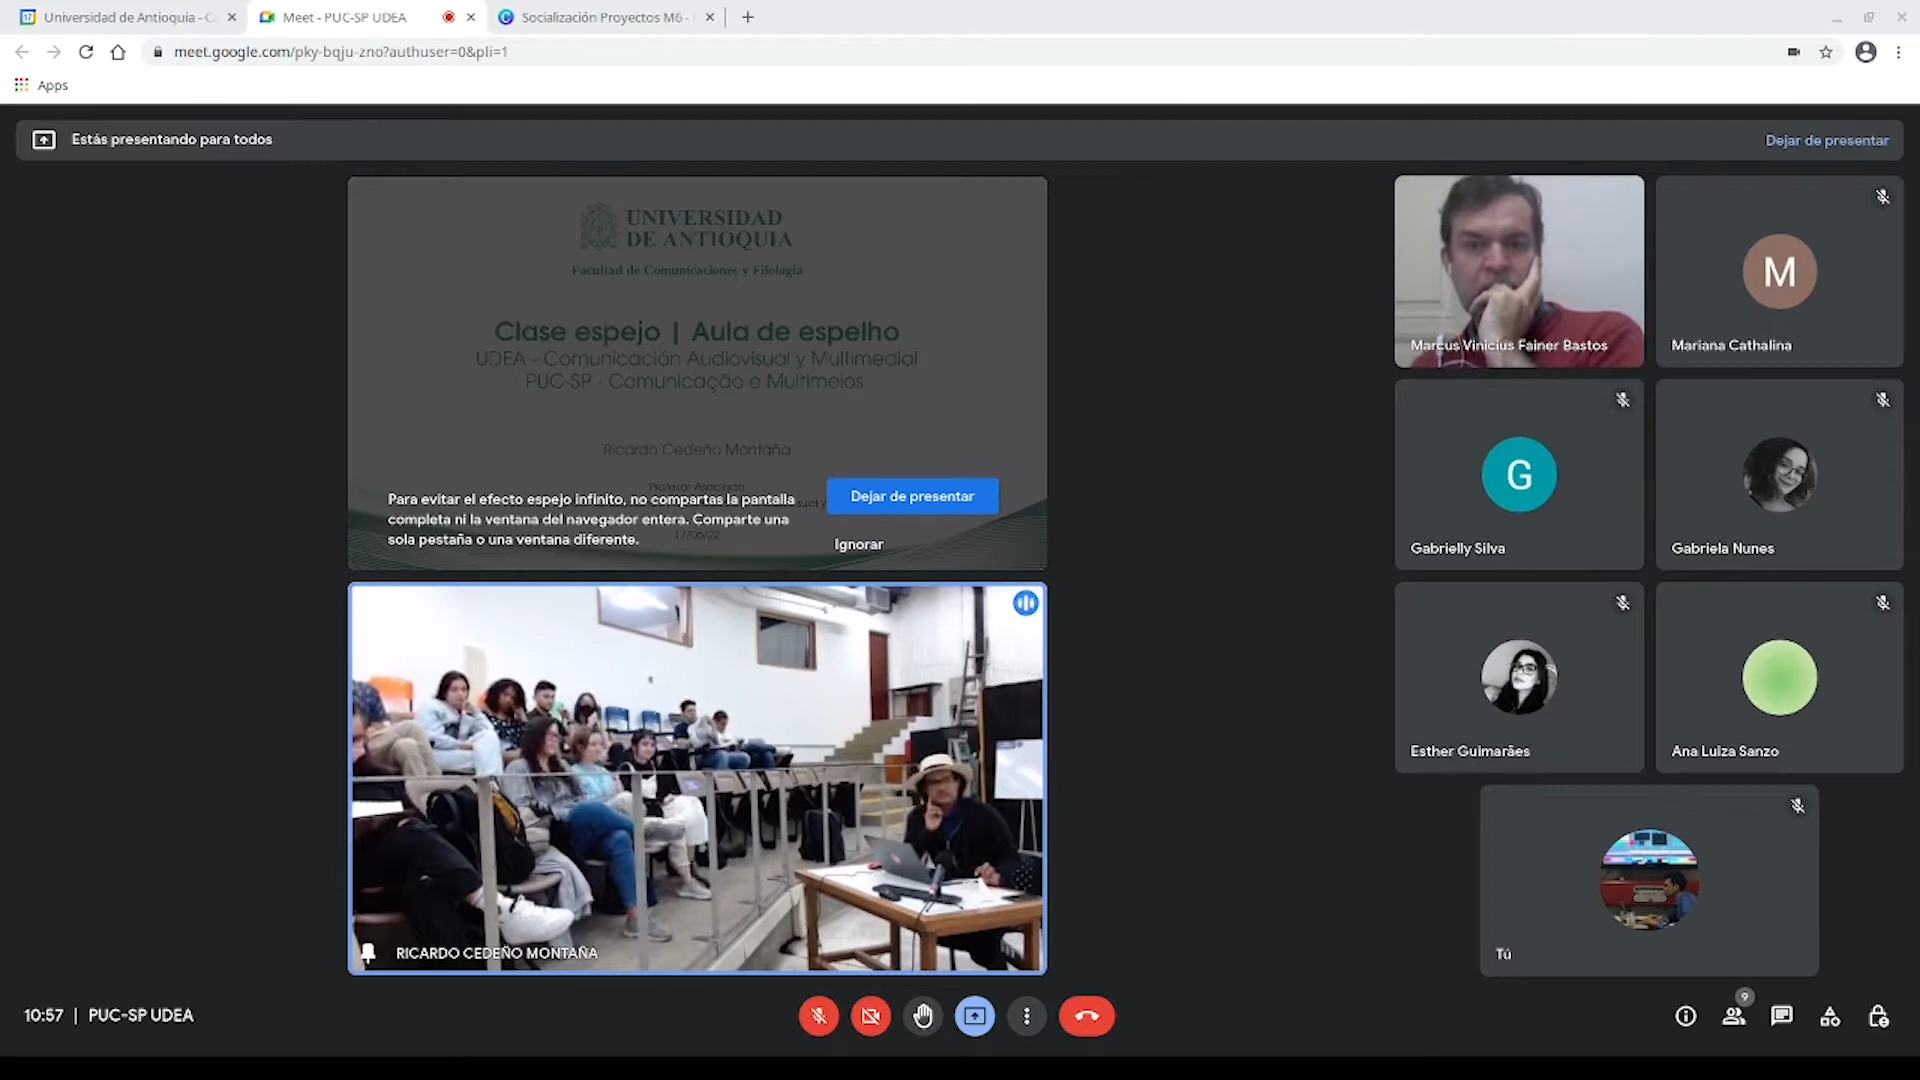 Universidad de Antioquia - C
Meet - PUC-SP UDEA
Socialización Proyectos M6 -
meet.google.com/pky-bqju-zno?authuser=0&pli=1
Apps
Estás presentando para todos
Dejar de presentar
UNIVERSIDAD
DE ANTIOQUIA
Facultad de Comunicaciones y Filología
Clase espejo | Aula de espelho
UDEA - Comunicación Audiovisual y Multimedial
PUC-SP - Comunicação e Multimeios
Ricardo Cedeño Montaña
Profesor Asociado
Para evitar el efecto espejo infinito, no compartas la pantalla
completa ni la ventana del navegador entera. Comparte una
sola pestaña o una ventana diferente.
Dejar de presentar
Ignorar
RICARDO CEDEÑO MONTAÑA
Marcus Vinicius Fainer Bastos
M
Mariana Cathalina
G
Gabrielly Silva
Gabriela Nunes
Esther Guimarães
Ana Luiza Sanzo
Tú
10:57 | PUC-SP UDEA
9